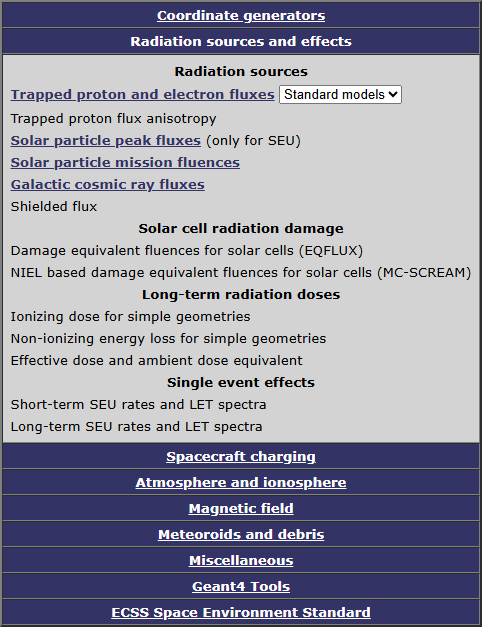 Coordinate generators
Radiation sources and effects
Radiation sources
Trapped proton and electron fluxes Standard models
Trapped proton flux anisotropy
Solar particle peak fluxes (only for SEU)
Solar particle mission fluences
Galactic cosmic ray fluxes
Shielded flux
Solar cell radiation damage
Damage equivalent fluences for solar cells (EQFLUX)
NIEL based damage equivalent fluences for solar cells (MC-SCREAM)
Long-term radiation doses
Ionizing dose for simple geometries
Non-ionizing energy loss for simple geometries
Effective dose and ambient dose equivalent
Single event effects
Short-term SEU rates and LET spectra
Long-term SEU rates and LET spectra
Spacecraft charging
Atmosphere and ionosphere
Magnetic field
Meteoroids and debris
Miscellaneous
Geant4 Tools
ECSS Space Environment Standard